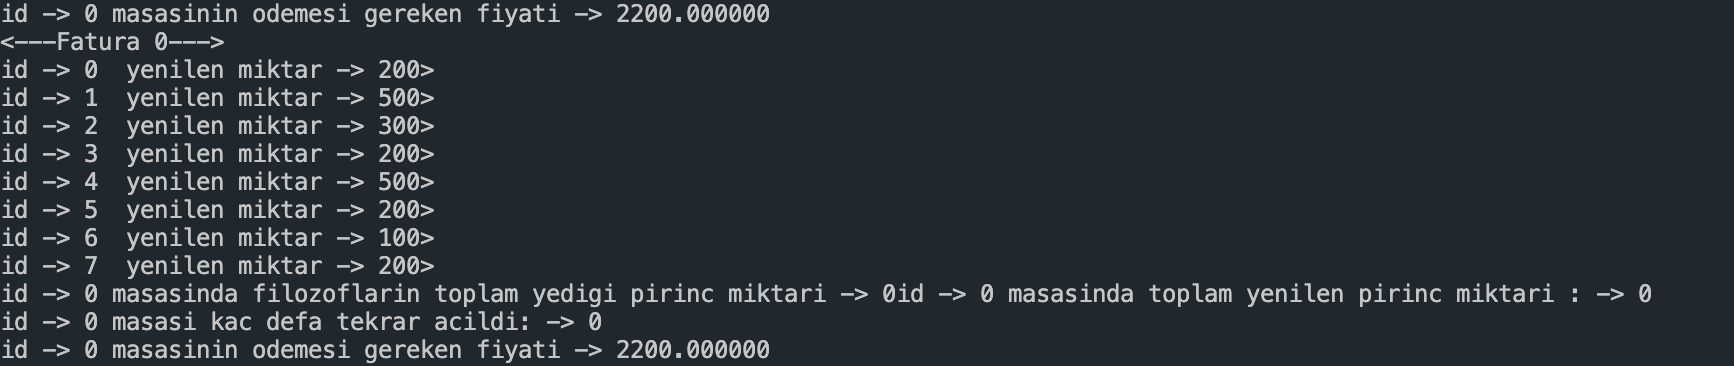 id -> 0 masasinin odemesi gereken fiyati -> 2200.000000
<---Fatura 0--->
id -> 0  yenilen miktar -> 200>
id -> 1  yenilen miktar -> 500>
id -> 2  yenilen miktar -> 300>
id -> 3  yenilen miktar -> 200>
id -> 4  yenilen miktar -> 500>
id -> 5  yenilen miktar -> 200>
id -> 6  yenilen miktar -> 100>
id -> 7  yenilen miktar -> 200>
id -> 0 masasinda filozoflarin toplam yedigi pirinc miktari -> 0id -> 0 masasinda toplam yenilen pirinc miktari : -> 0
id -> 0 masasi kac defa tekrar acildi: -> 0
id -> 0 masasinin odemesi gereken fiyati -> 2200.000000